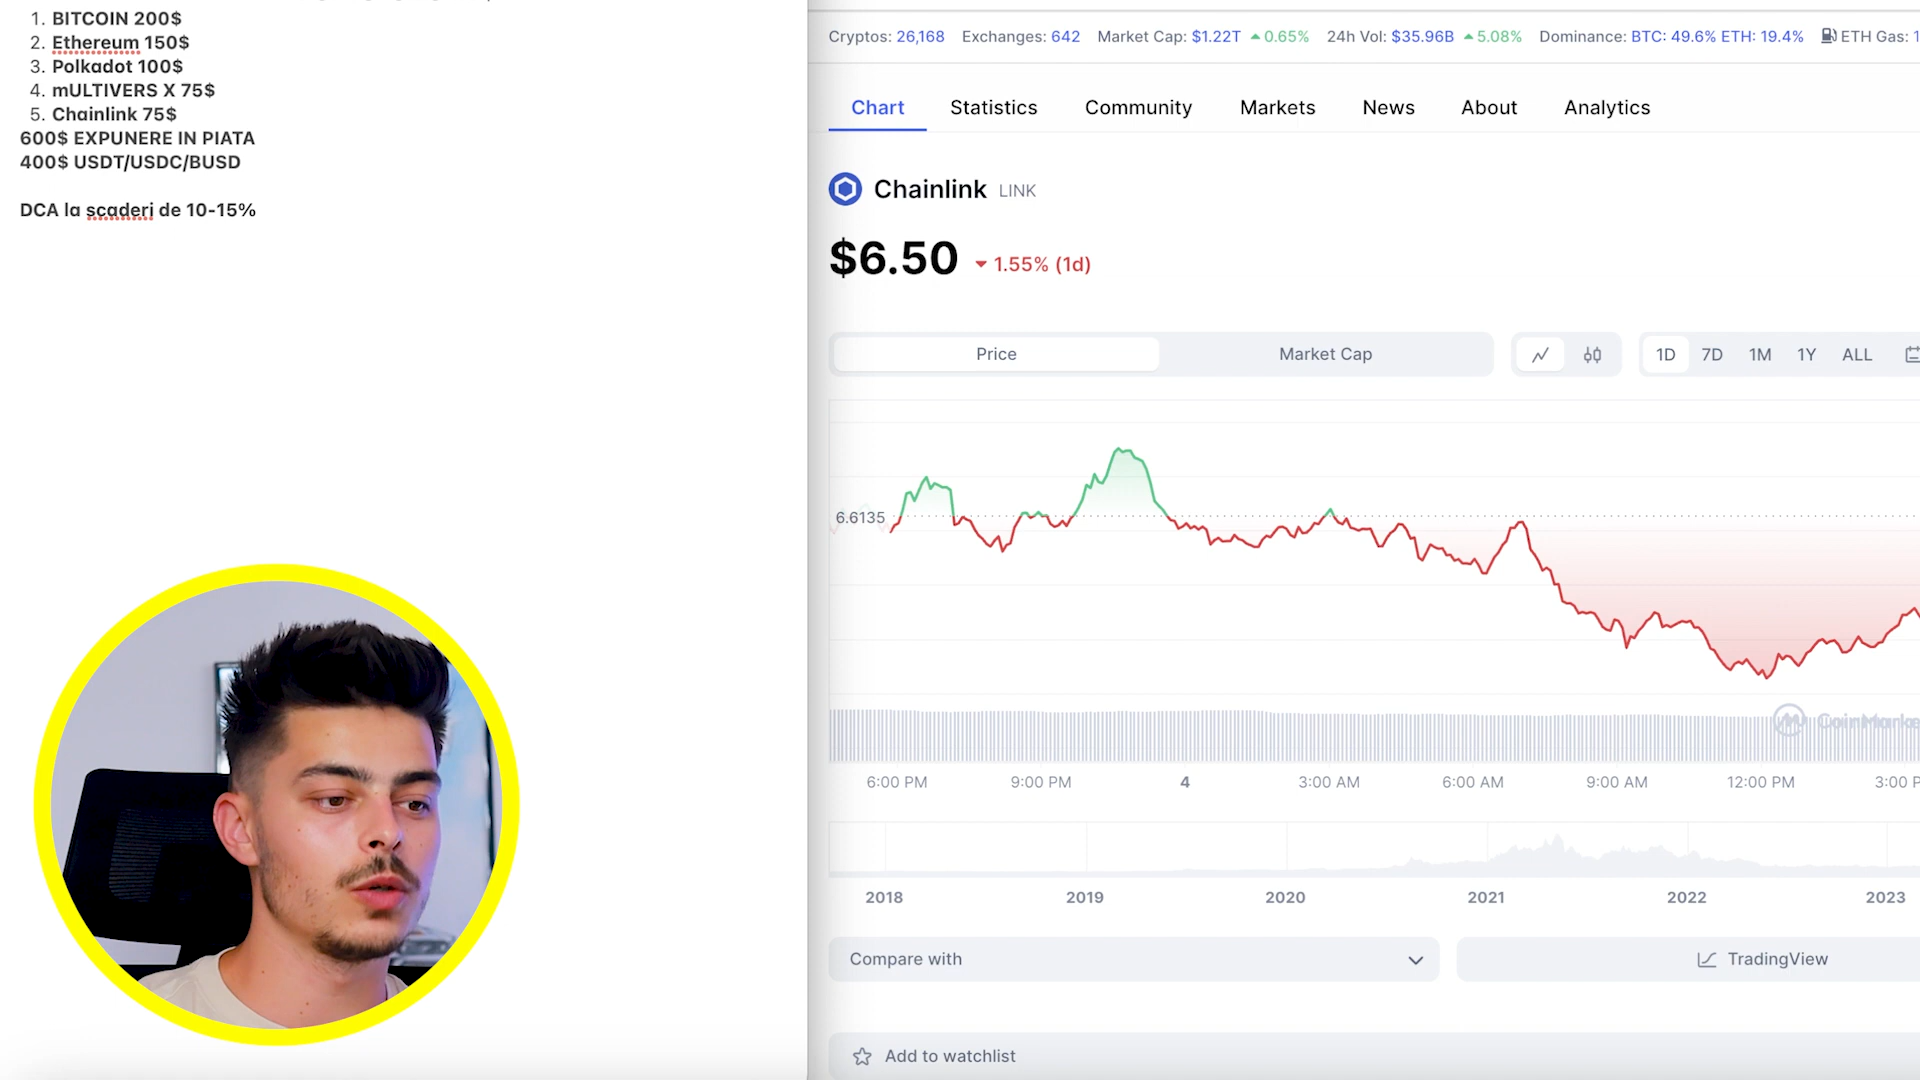 1. BITCOIN 200$
2. Ethereum 150$
3. Polkadot 100$
4. mULTIVERS X 75$
5. Chainlink 75$
600$ EXPUNERE IN PIATA
400$ USDT/USDC/BUSD
DCA la scaderi de 10-15%
Cryptos: 26,168 Exchanges: 642 Market Cap: $1.22T 0.65% 24h Vol: $35.96B 5.08% Dominance: BTC: 49.6% ETH: 19.4% ETH Gas: 1
Chart Statistics Community Markets News About Analytics
Chainlink LINK
$6.50 1.55% (1d)
Price Market Cap 1D 7D 1M 1Y ALL
6.6135
CoinMarke
6:00 PM 9:00 PM 4 3:00 AM 6:00 AM 9:00 AM 12:00 PM 3:00 P
2018 2019 2020 2021 2022 2023
Compare with TradingView
Add to watchlist